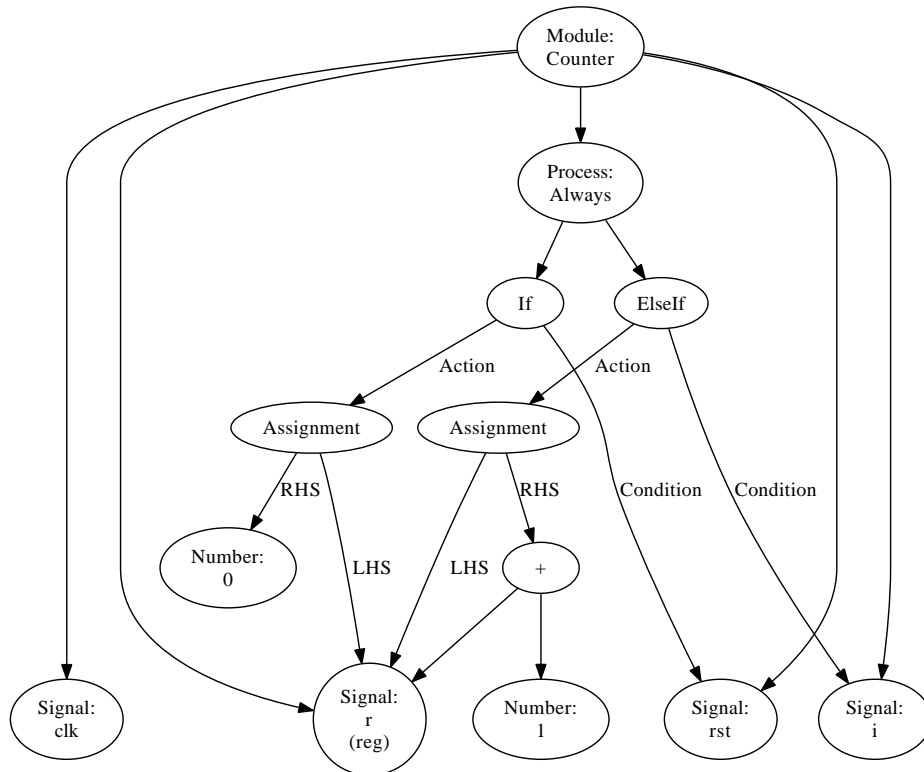 Module:
Counter
Process:
Always
If
ElseIf
Action
Action
Assignment
Assignment
RHS
RHS
Condition
Condition
Number:
0
LHS
LHS
+
Signal:
clk
Signal:
r
(reg)
Number:
1
Signal:
rst
Signal:
i